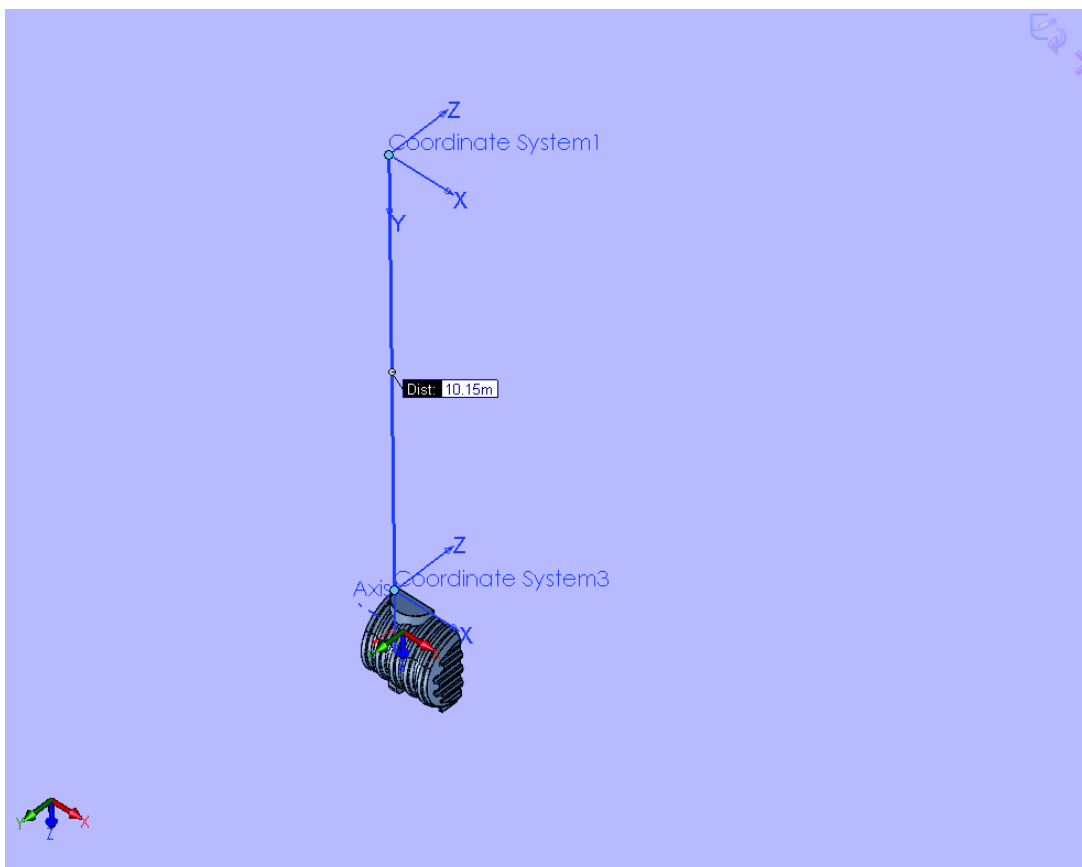 Z
Coordinate System1
X
Y
Dist: 10.15m
Z
Axis
Coordinate System3
X
Y
X
Z